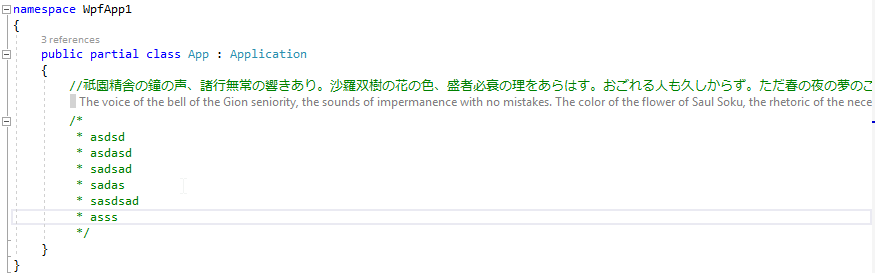 namespace WpfApp1
{
3 references
public partial class App : Application
{
//祗園精舎の鐘の声、諸行無常の響きあり。沙羅双樹の花の色、盛者必衰の理をあらはす。おごれる人も久しからず。ただ春の夜の夢のこ
The voice of the bell of the Gion seniority, the sounds of impermanence with no mistakes. The color of the flower of Saul Soku, the rhetoric of the nece
/*
* asdsd
* asdasd
* sadsad
* sadas
* sasdsad
* asss
*/
}
}